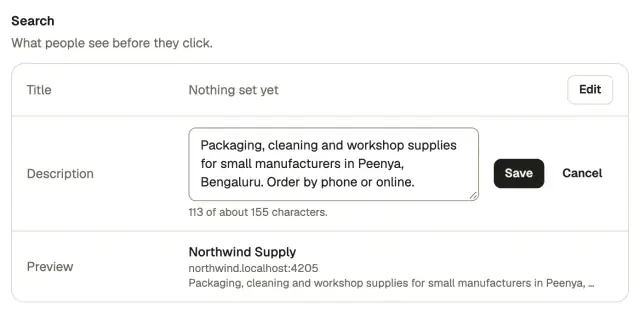 Search
What people see before they click.
Title
Nothing set yet
Edit
Description
Packaging, cleaning and workshop supplies
for small manufacturers in Peenya,
Bengaluru. Order by phone or online.
Save
Cancel
113 of about 155 characters.
Preview
Northwind Supply
northwind.localhost:4205
Packaging, cleaning and workshop supplies for small manufacturers in Peenya, …